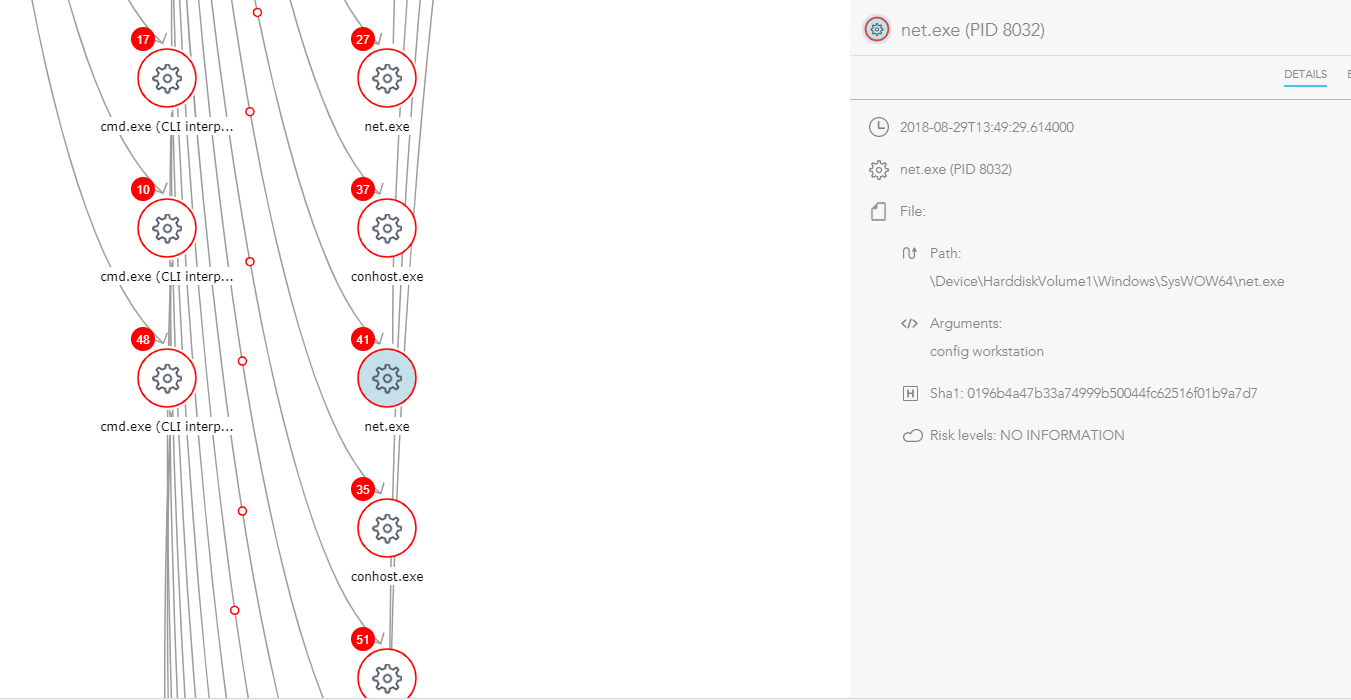 17
cmd.exe (CLI interp...
27
net.exe
10
cmd.exe (CLI interp...
37
conhost.exe
48
cmd.exe (CLI interp...
41
net.exe
35
conhost.exe
51
net.exe (PID 8032)
DETAILS
2018-08-29T13:49:29.614000
net.exe (PID 8032)
File:
Path:
\Device\HarddiskVolume1\Windows\SysWOW64\net.exe
Arguments:
config workstation
H
Sha1: 0196b4a47b33a74999b50044fc62516f01b9a7d7
Risk levels: NO INFORMATION